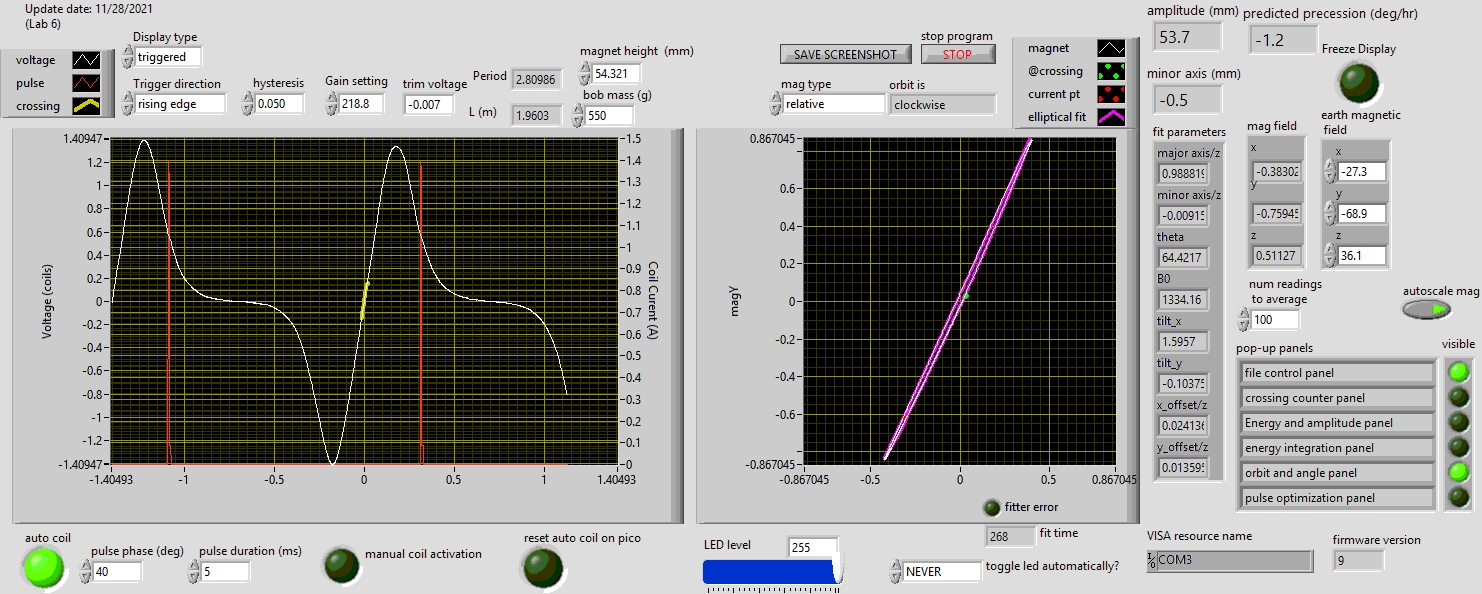 Update date: 11/28/2021
(Lab 6)
voltage
pulse
crossing
Display type
triggered
Trigger direction
rising edge
hysteresis
0.050
Gain setting
218.8
trim voltage
-0.007
Period
2.80986
L (m)
1.9603
magnet height (mm)
54.321
bob mass (g)
550
SAVE SCREENSHOT
stop program
STOP
mag type
relative
orbit is
clockwise
magnet
@crossing
current pt
elliptical fit
amplitude (mm)
53.7
predicted precession (deg/hr)
-1.2
minor axis (mm)
-0.5
Freeze Display
fit parameters
major axis/z
0.98881
minor axis/z
-0.00915
theta
64.4217
B0
1334.16
tilt_x
1.5957
tilt_y
-0.10375
x_offset/z
0.02413
y_offset/z
0.01359
mag field
x
-0.38302
y
-0.75945
z
0.51127
earth magnetic
field
x
-27.3
y
-68.9
z
36.1
num readings
to average
100
autoscale mag
pop-up panels
visible
file control panel
crossing counter panel
Energy and amplitude panel
energy integration panel
orbit and angle panel
pulse optimization panel
Voltage (coils)
1.40947
1.2
1
0.8
0.6
0.4
0.2
0
-0.2
-0.4
-0.6
-0.8
-1
-1.2
-1.40947
-1.40493
-1
-0.5
0
0.5
1
1.40493
1.5
1.4
1.3
1.2
1.1
1
0.9
0.8
0.7
0.6
0.5
0.4
0.3
0.2
0.1
0
Coil Current (A)
magY
0.867045
0.6
0.4
0.2
0
-0.2
-0.4
-0.6
-0.867045
-0.867045
-0.5
0
0.5
0.867045
fitter error
auto coil
pulse phase (deg)
40
pulse duration (ms)
5
manual coil activation
reset auto coil on pico
LED level
255
268
fit time
NEVER
toggle led automatically?
VISA resource name
COM3
firmware version
9